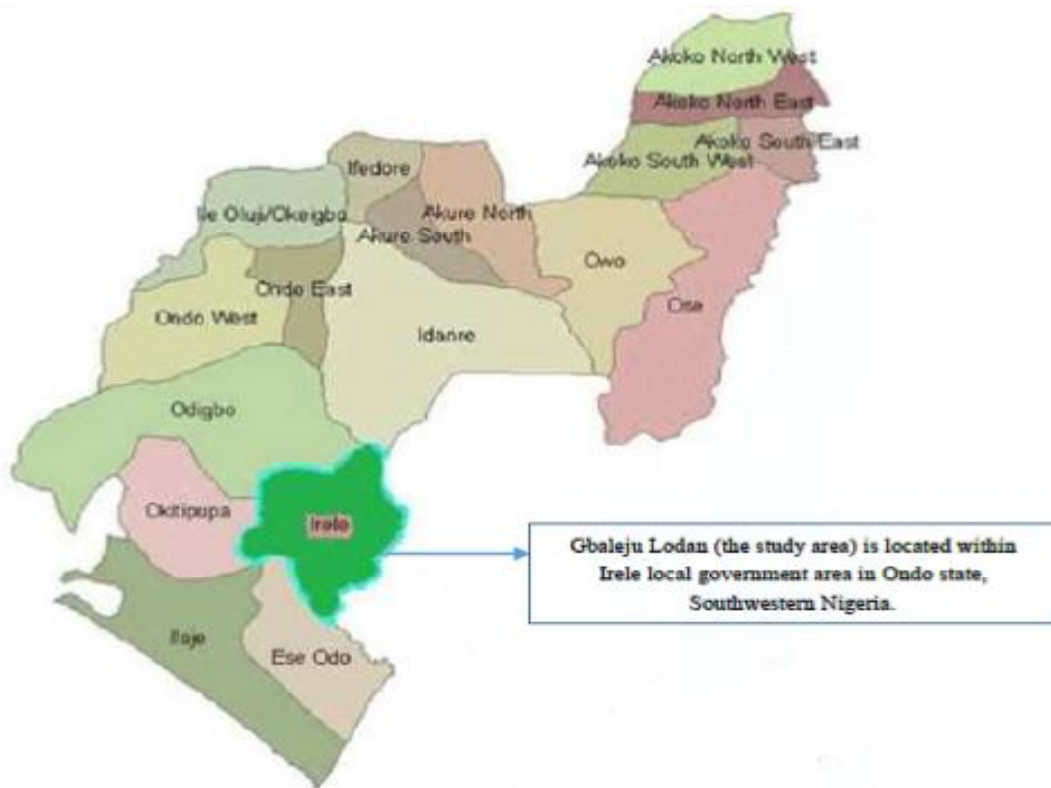 Akoko North West
Akoko North East
Akoko South East
Akoko South West
Ifedore
Ile Oluji/Okeigbo
Akure North
Akure South
Owo
Ose
Ondo East
Ondo West
Idanre
Odigbo
Okitipupa
Irele
Gbaleju Lodan (the study area) is located within
Irele local government area in Ondo state,
Southwestern Nigeria.
Ilaje
Ese Odo